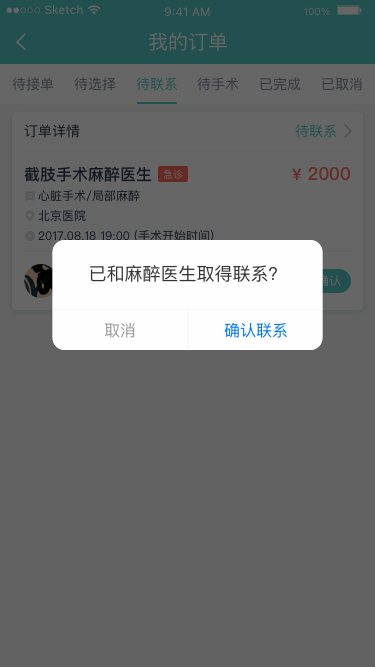 Sketch 9:41 AM 100%
我的订单
待接单 待选择 待联系 待手术 已完成 已取消
订单详情 待联系
截肢手术麻醉医生 急诊 ¥ 2000
心脏手术/局部麻醉
北京医院
2017.08.18 19:00 (手术开始时间)
已和麻醉医生取得联系?
确认
取消 确认联系